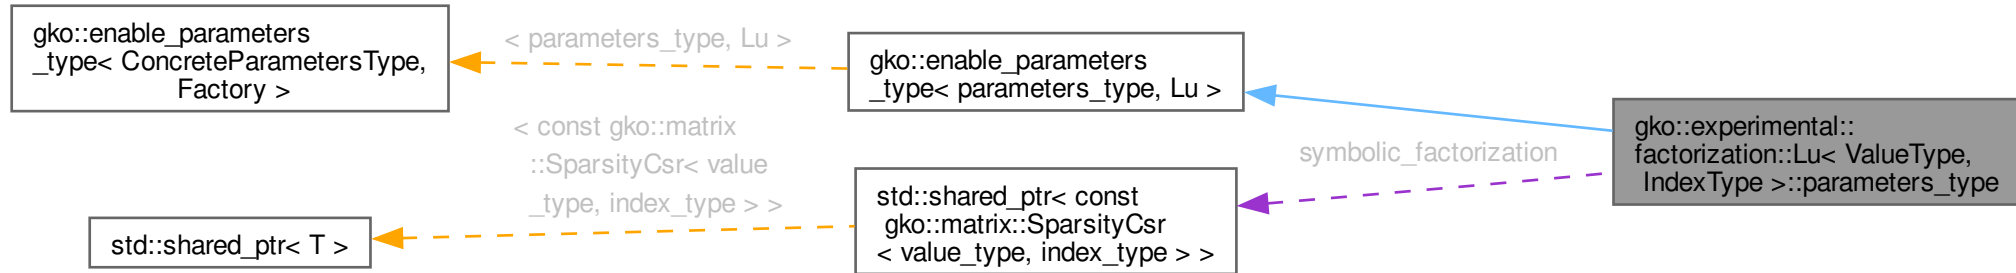 gko::enable_parameters
_type< ConcreteParametersType,
Factory >
< parameters_type, Lu >
gko::enable_parameters
_type< parameters_type, Lu >
< const gko::matrix
::SparsityCsr< value
_type, index_type > >
std::shared_ptr< T >
std::shared_ptr< const
gko::matrix::SparsityCsr
< value_type, index_type > >
symbolic_factorization
gko::experimental::
factorization::Lu< ValueType,
IndexType >::parameters_type